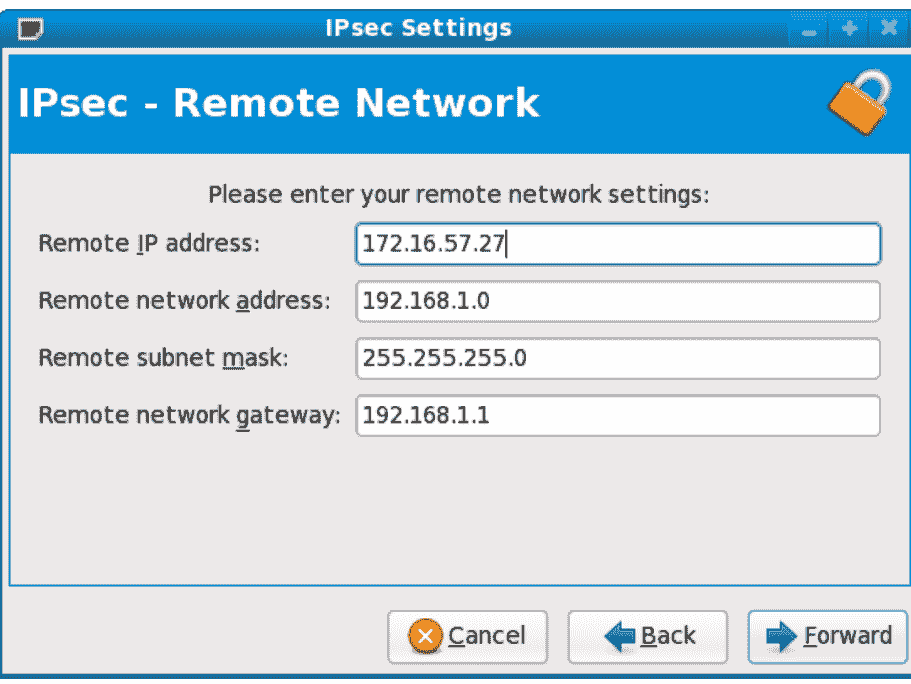 IPsec Settings
IPsec - Remote Network
Please enter your remote network settings:
Remote IP address: 172.16.57.27
Remote network address: 192.168.1.0
Remote subnet mask: 255.255.255.0
Remote network gateway: 192.168.1.1
Cancel Back Forward